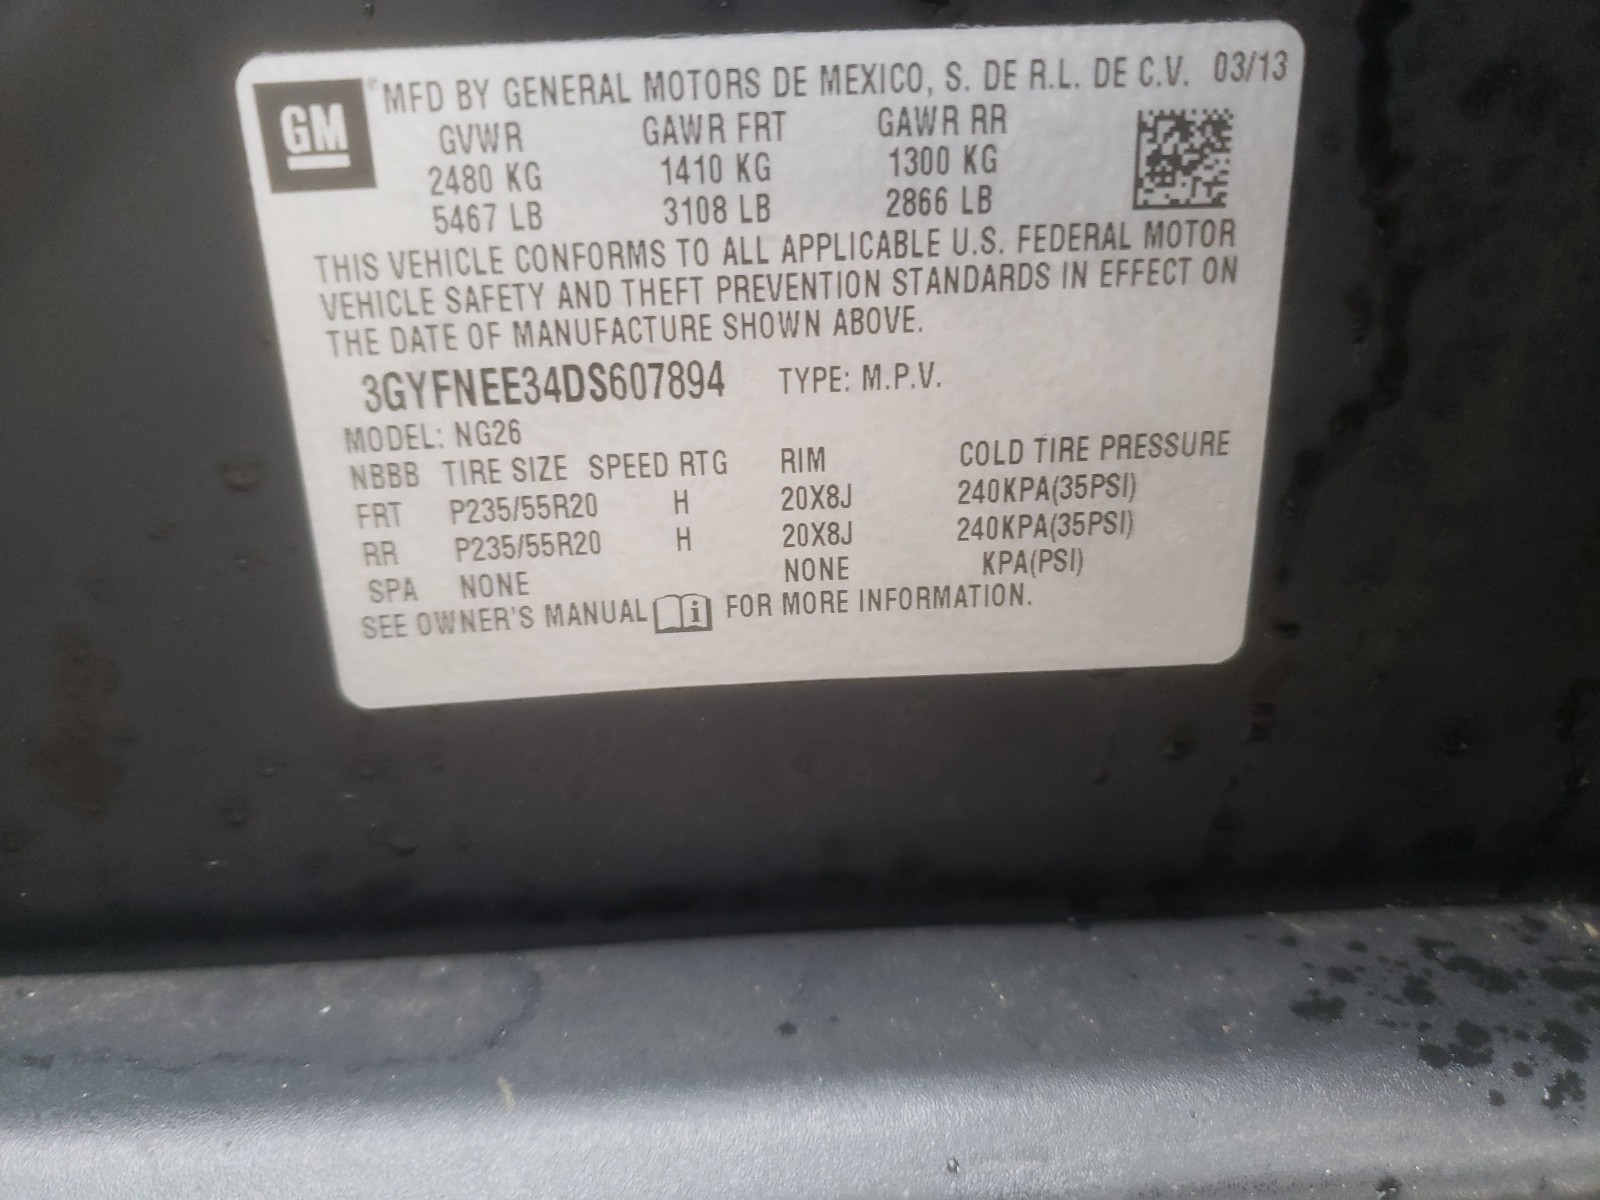 GM MFD BY GENERAL MOTORS DE MEXICO, S. DE R.L. DE C.V. 03/13
GVWR GAWR FRT GAWR RR
2480 KG 1410 KG 1300 KG
5467 LB 3108 LB 2866 LB
THIS VEHICLE CONFORMS TO ALL APPLICABLE U.S. FEDERAL MOTOR
VEHICLE SAFETY AND THEFT PREVENTION STANDARDS IN EFFECT ON
THE DATE OF MANUFACTURE SHOWN ABOVE.
3GYFNEE34DS607894 TYPE: M.P.V.
MODEL: NG26
NBBB TIRE SIZE SPEED RTG RIM COLD TIRE PRESSURE
FRT P235/55R20 H 20X8J 240KPA(35PSI)
RR P235/55R20 H 20X8J 240KPA(35PSI)
SPA NONE NONE KPA(PSI)
SEE OWNER'S MANUAL i FOR MORE INFORMATION.